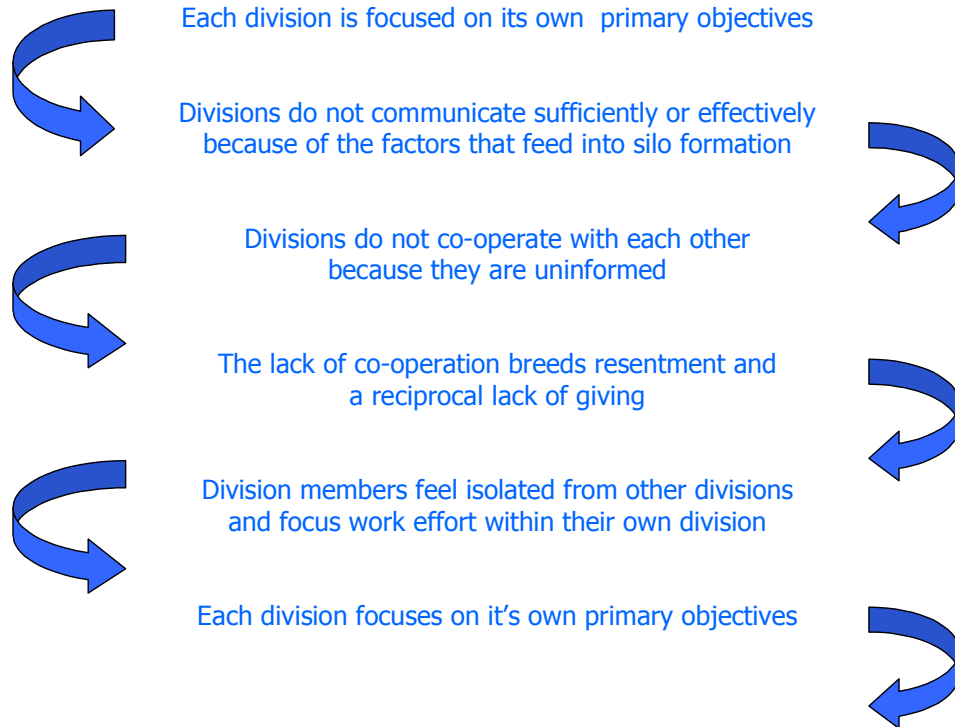 Each division is focused on its own  primary objectives
Divisions do not communicate sufficiently or effectively
because of the factors that feed into silo formation
Divisions do not co-operate with each other
because they are uninformed
The lack of co-operation breeds resentment and
a reciprocal lack of giving
Division members feel isolated from other divisions
and focus work effort within their own division
Each division focuses on it’s own primary objectives